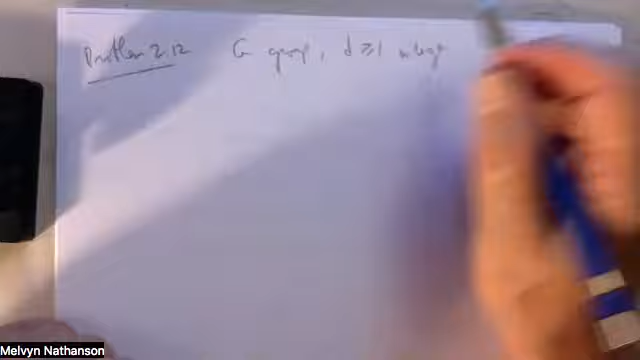 Problem 2.12 G group, d ≥ 1 integer
Melvyn Nathanson